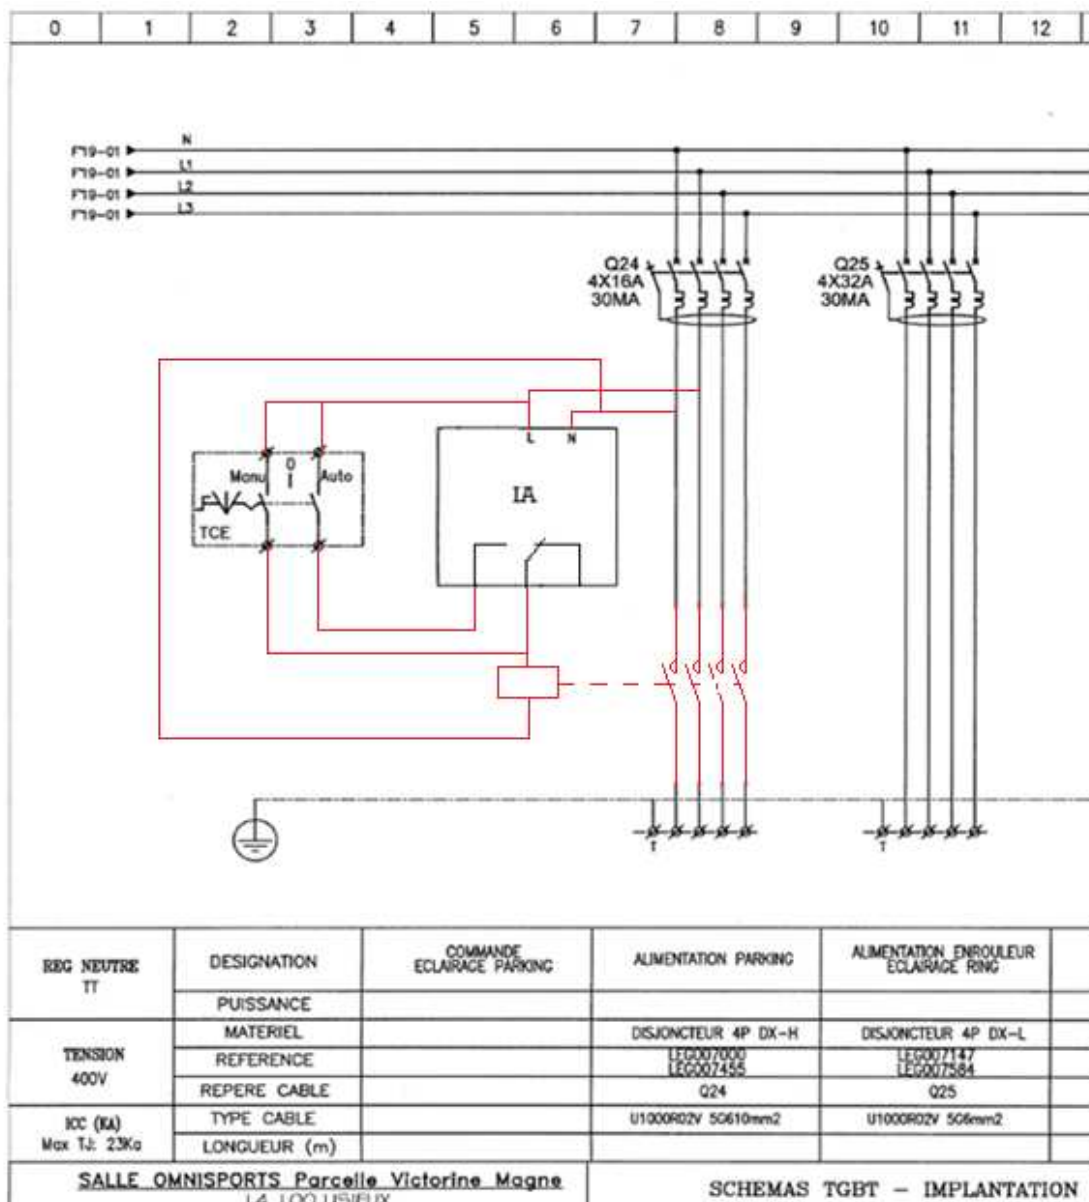 0 1 2 3 4 5 6 7 8 9 10 11 12
N
F19-01
L1
F19-01
L2
F19-01
L3
F19-01
Q24
4X16A
30MA
Q25
4X32A
30MA
L N
Manu 0 Auto
I
TCE
IA
T
T
REG NEUTRE
TT
DESIGNATION
COMMANDE
ECLAIRAGE PARKING
ALIMENTATION PARKING
ALIMENTATION ENROULEUR
ECLAIRAGE RING
PUISSANCE
TENSION
400V
MATERIEL
DISJONCTEUR 4P DX-H
DISJONCTEUR 4P DX-L
REFERENCE
LEG007000
LEG007455
LEG007147
LEG007584
REPERE CABLE
Q24
Q25
ICC (KA)
Max TJ: 23Ka
TYPE CABLE
U1000R02V 5G610mm2
U1000R02V 5G6mm2
LONGUEUR (m)
SALLE OMNISPORTS Parcelle Victorine Magne
SCHEMAS TGBT - IMPLANTATION